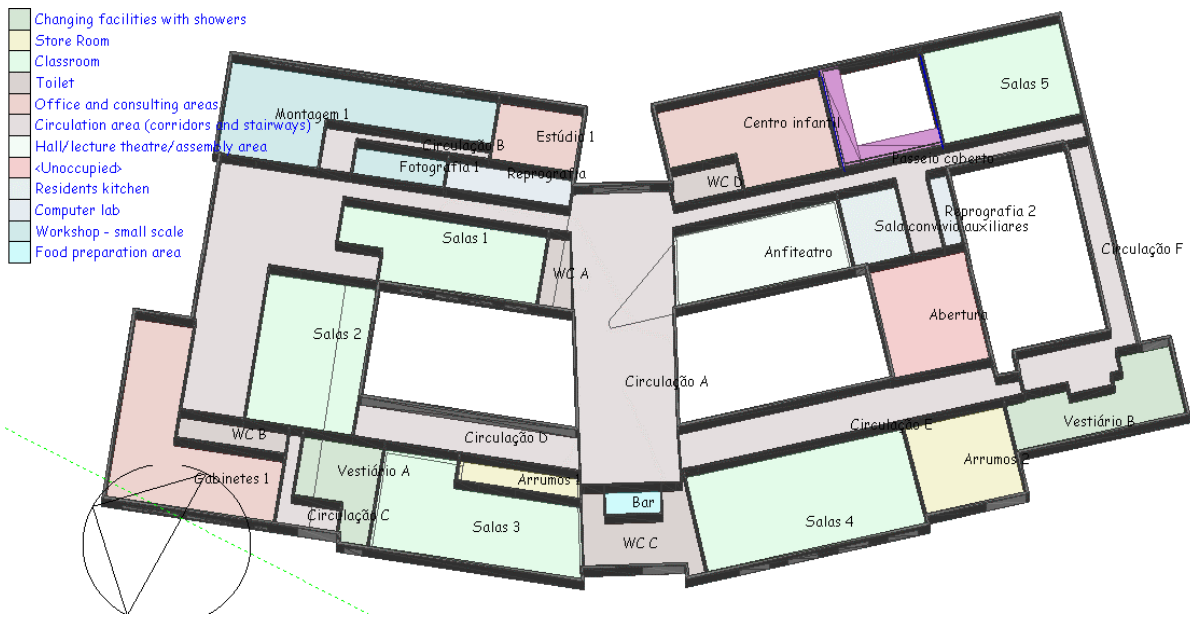 Changing facilities with showers
Store Room
Classroom
Toilet
Office and consulting areas
Circulation area (corridors and stairways)
Hall/lecture theatre/assembly area
<Unoccupied>
Residents kitchen
Computer lab
Workshop - small scale
Food preparation area
Montagem 1
Estúdio 1
Circulação B
Fotografia 1
Reprografia
Salas 1
WC A
Salas 2
WC B
Gabinetes 1
Vestiário A
Circulação C
Circulação D
Arrumos 1
Salas 3
Circulação A
Bar
WC C
Salas 5
Centro infantil
Passeio coberto
WC D
Reprografia 2
Sala convivio auxiliares
Anfiteatro
Circulação F
Abertura
Circulação E
Vestiário B
Arrumos 2
Salas 4